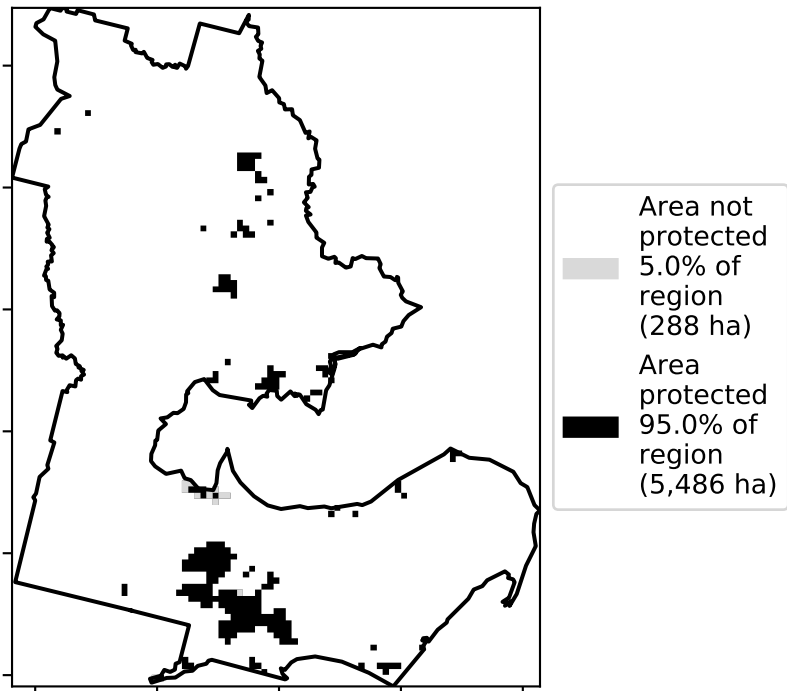 Area not
protected
5.0% of
region
(288 ha)
Area
protected
95.0% of
region
(5,486 ha)